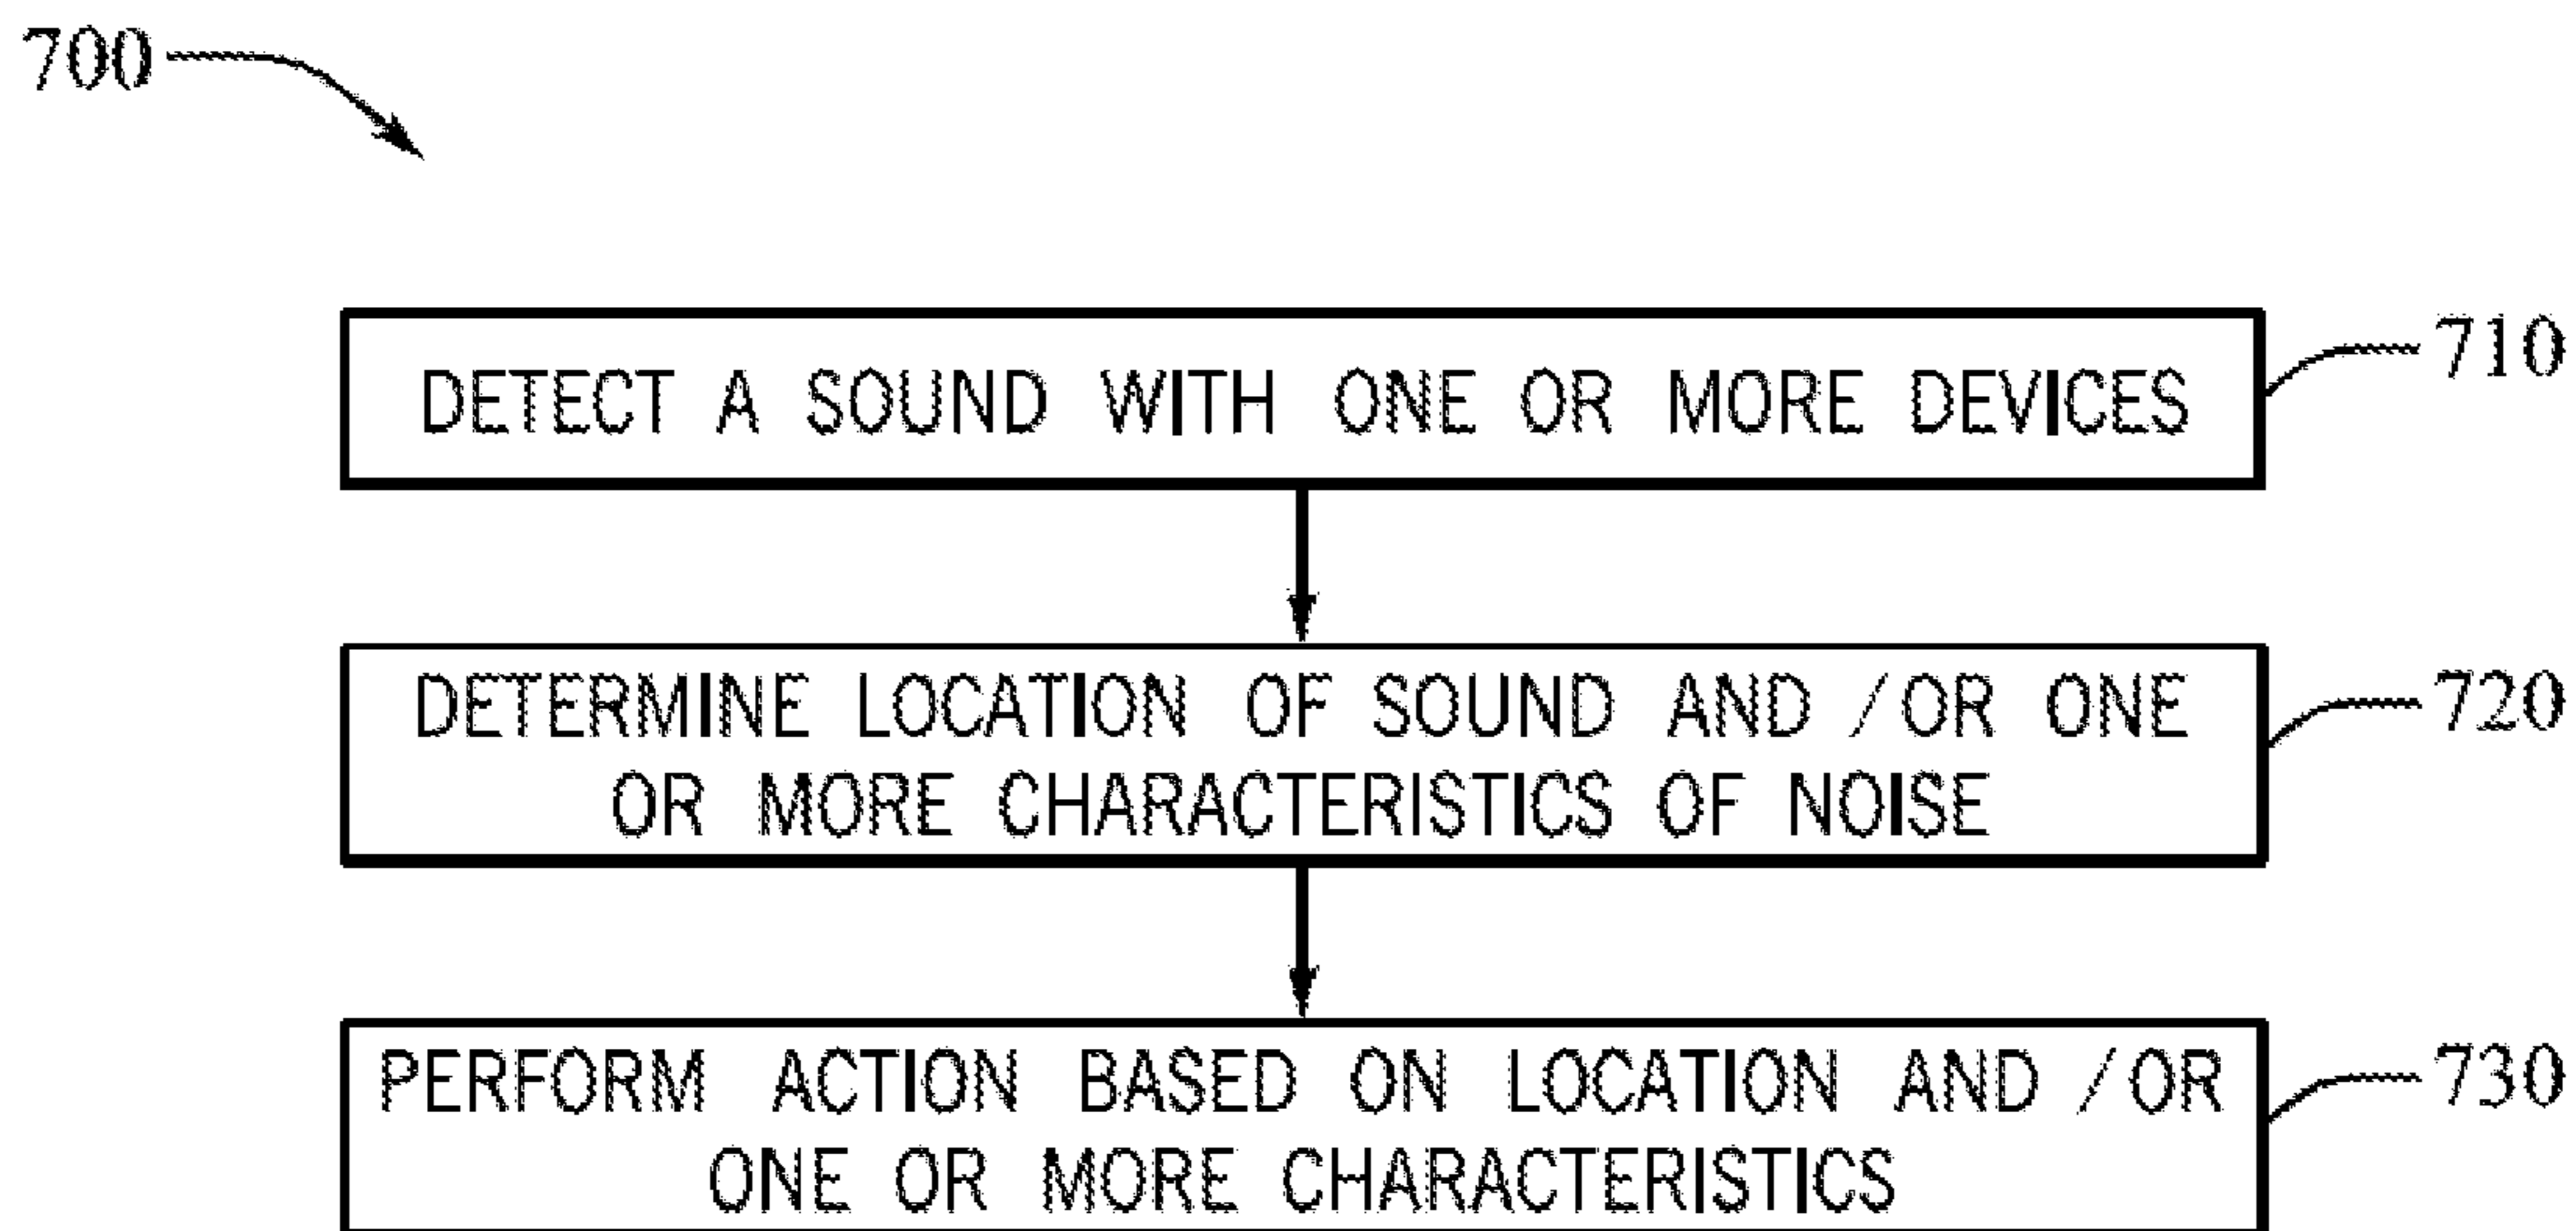 700
DETECT A SOUND WITH ONE OR MORE DEVICES
710
DETERMINE LOCATION OF SOUND AND /OR ONE
OR MORE CHARACTERISTICS OF NOISE
720
PERFORM ACTION BASED ON LOCATION AND /OR
ONE OR MORE CHARACTERISTICS
730